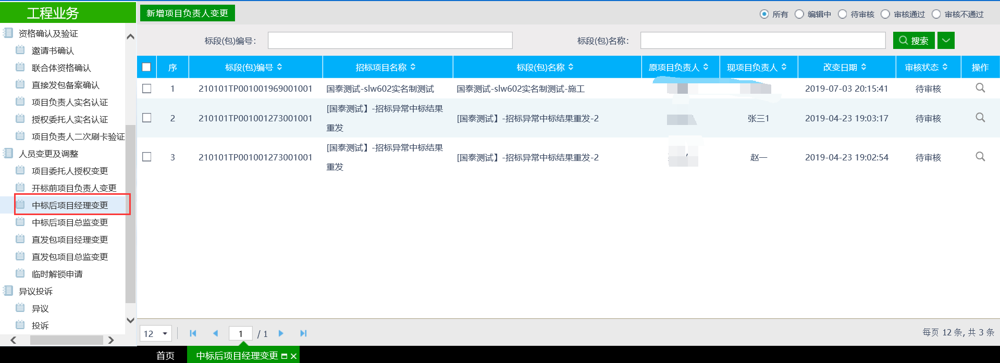 工程业务
资格确认及验证
邀请书确认
联合体资格确认
直接发包备案确认
项目负责人实名认证
授权委托人实名认证
项目负责人二次刷卡验证
人员变更及调整
项目委托人授权变更
开标前项目负责人变更
中标后项目经理变更
中标后项目总监变更
直发包项目经理变更
直发包项目总监变更
临时解锁申请
异议投诉
异议
投诉
新增项目负责人变更
所有 编辑中 待审核 审核通过 审核不通过
标段(包)编号： 标段(包)名称： 搜索
序 标段(包)编号 招标项目名称 标段(包)名称 原项目负责人 现项目负责人 改变日期 审核状态 操作
1 210101TP001001969001001 国泰测试-slw602实名制测试 国泰测试-slw602实名制测试-施工 2019-07-03 20:15:41 待审核
2 210101TP001001273001001 [国泰测试】-招标异常中标结果
重发 [国泰测试】-招标异常中标结果重发-2 张三1 2019-04-23 19:03:17 待审核
3 210101TP001001273001001 [国泰测试】-招标异常中标结果
重发 [国泰测试】-招标异常中标结果重发-2 赵一 2019-04-23 19:02:54 待审核
12 1 / 1 每页 12 条, 共 3 条
首页 中标后项目经理变更